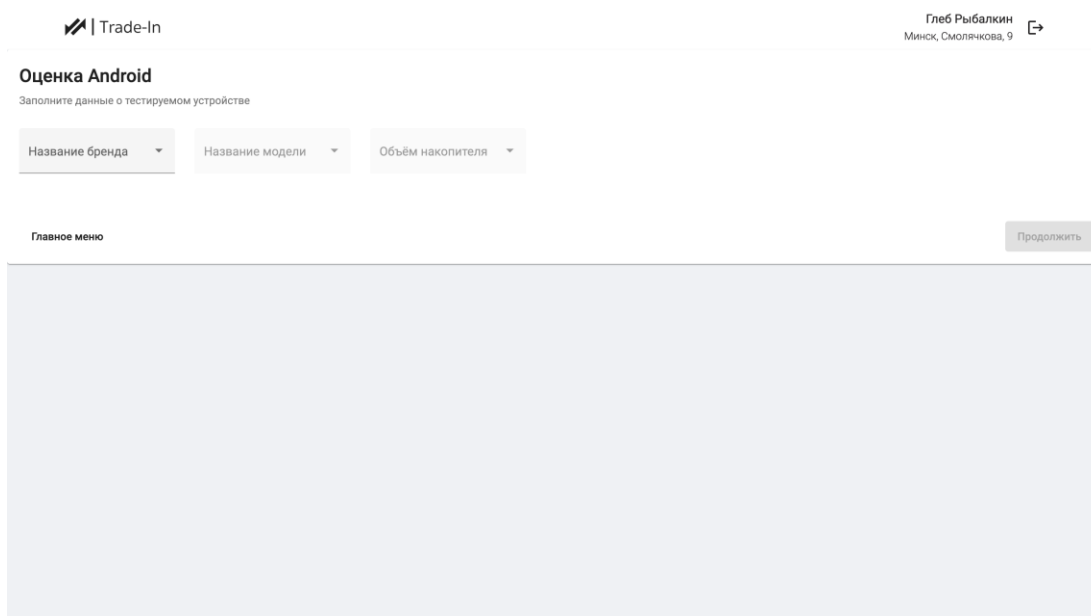 | Trade-In
Глеб Рыбалкин
Минск, Смолячкова, 9
Оценка Android
Заполните данные о тестируемом устройстве
Название бренда
Название модели
Объём накопителя
Главное меню
Продолжить